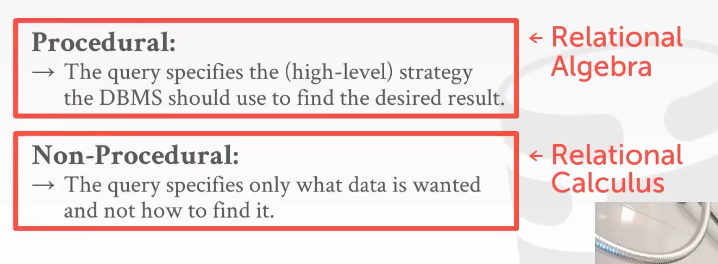 Procedural:
→ The query specifies the (high-level) strategy
the DBMS should use to find the desired result.
← Relational
Algebra
Non-Procedural:
→ The query specifies only what data is wanted
and not how to find it.
← Relational
Calculus